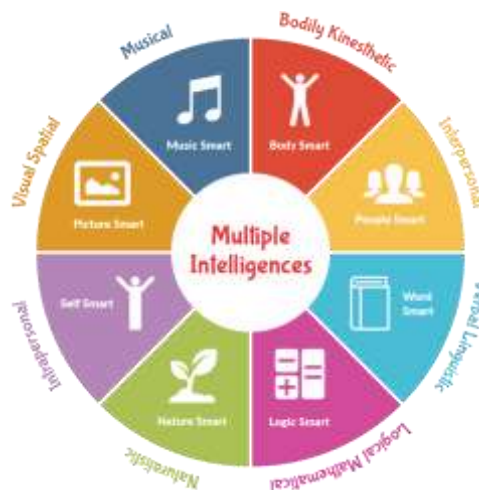 Musical
Bodily Kinesthetic
Visual Spatial
Interpersonal
Music Smart
Body Smart
Picture Smart
People Smart
Multiple
Intelligences
Self Smart
Word
Smart
Intrapersonal
Verbal Linguistic
Nature Smart
Logic Smart
Naturalistic
Logical Mathematical